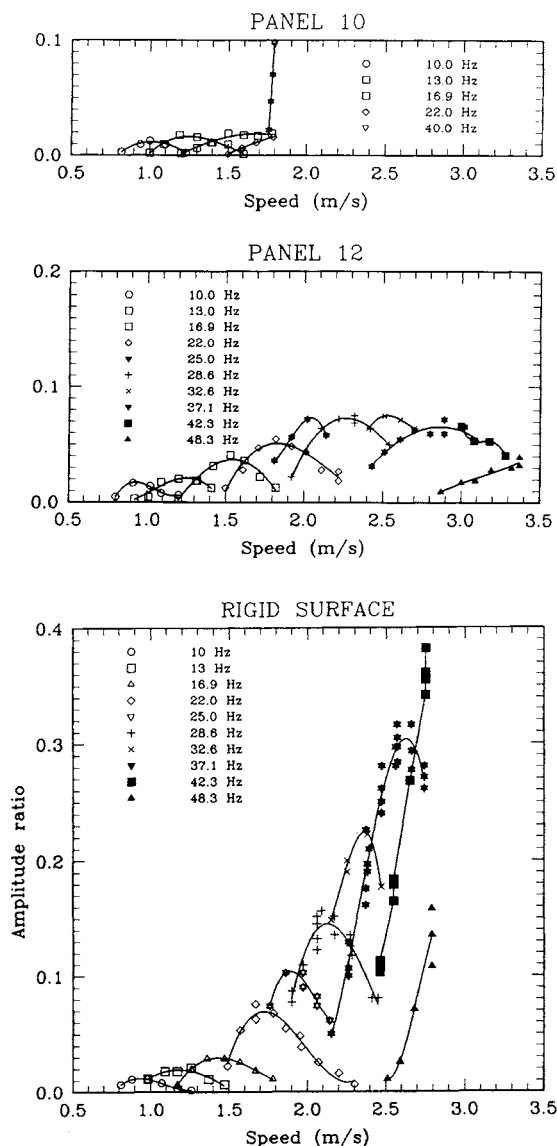 PANEL 10
0.1
10.0 Hz
13.0 Hz
16.9 Hz
22.0 Hz
40.0 Hz
0.0
0.5 1.0 1.5 2.0 2.5 3.0 3.5
Speed (m/s)
PANEL 12
0.2
10.0 Hz
13.0 Hz
16.9 Hz
22.0 Hz
0.1
25.0 Hz
28.6 Hz
32.6 Hz
37.1 Hz
42.3 Hz
48.3 Hz
0.0
0.5 1.0 1.5 2.0 2.5 3.0 3.5
Speed (m/s)
RIGID SURFACE
0.4
10 Hz
13 Hz
16.9 Hz
22.0 Hz
25.0 Hz
28.6 Hz
0.3
32.6 Hz
37.1 Hz
42.3 Hz
48.3 Hz
Amplitude ratio
0.2
0.1
0.0
0.5 1.0 1.5 2.0 2.5 3.0 3.5
Speed (m/s)